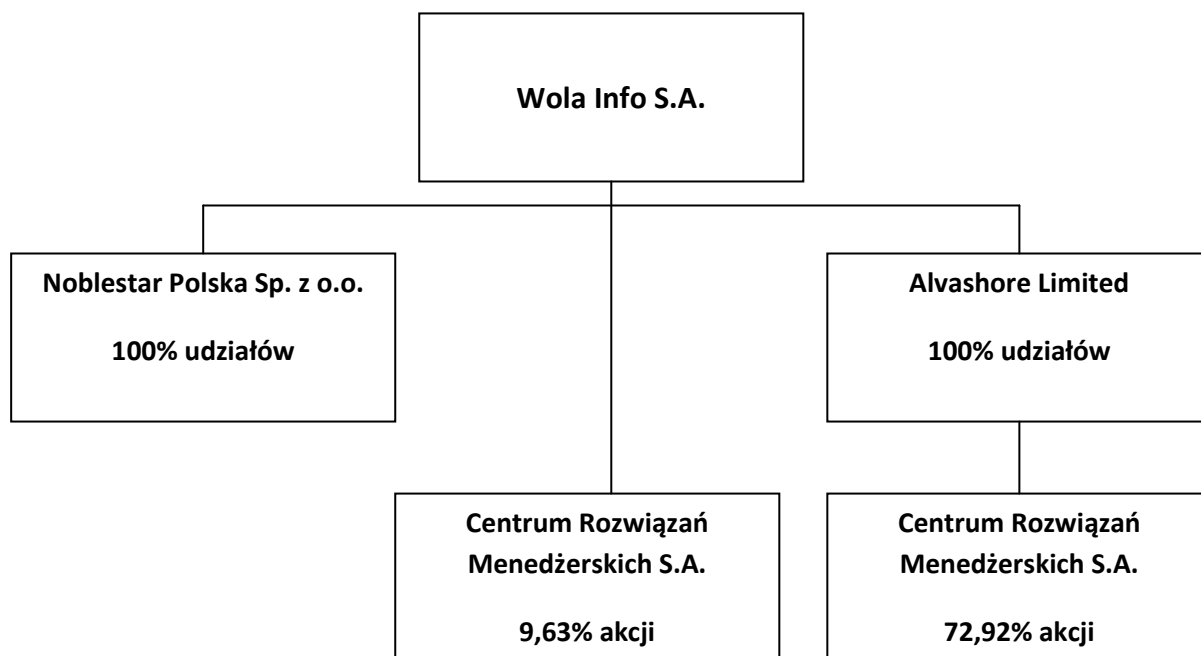 Wola Info S.A.
Noblestar Polska Sp. z o.o.
100% udziałów
Alvashore Limited
100% udziałów
Centrum Rozwiązań
Menedżerskich S.A.
9,63% akcji
Centrum Rozwiązań
Menedżerskich S.A.
72,92% akcji